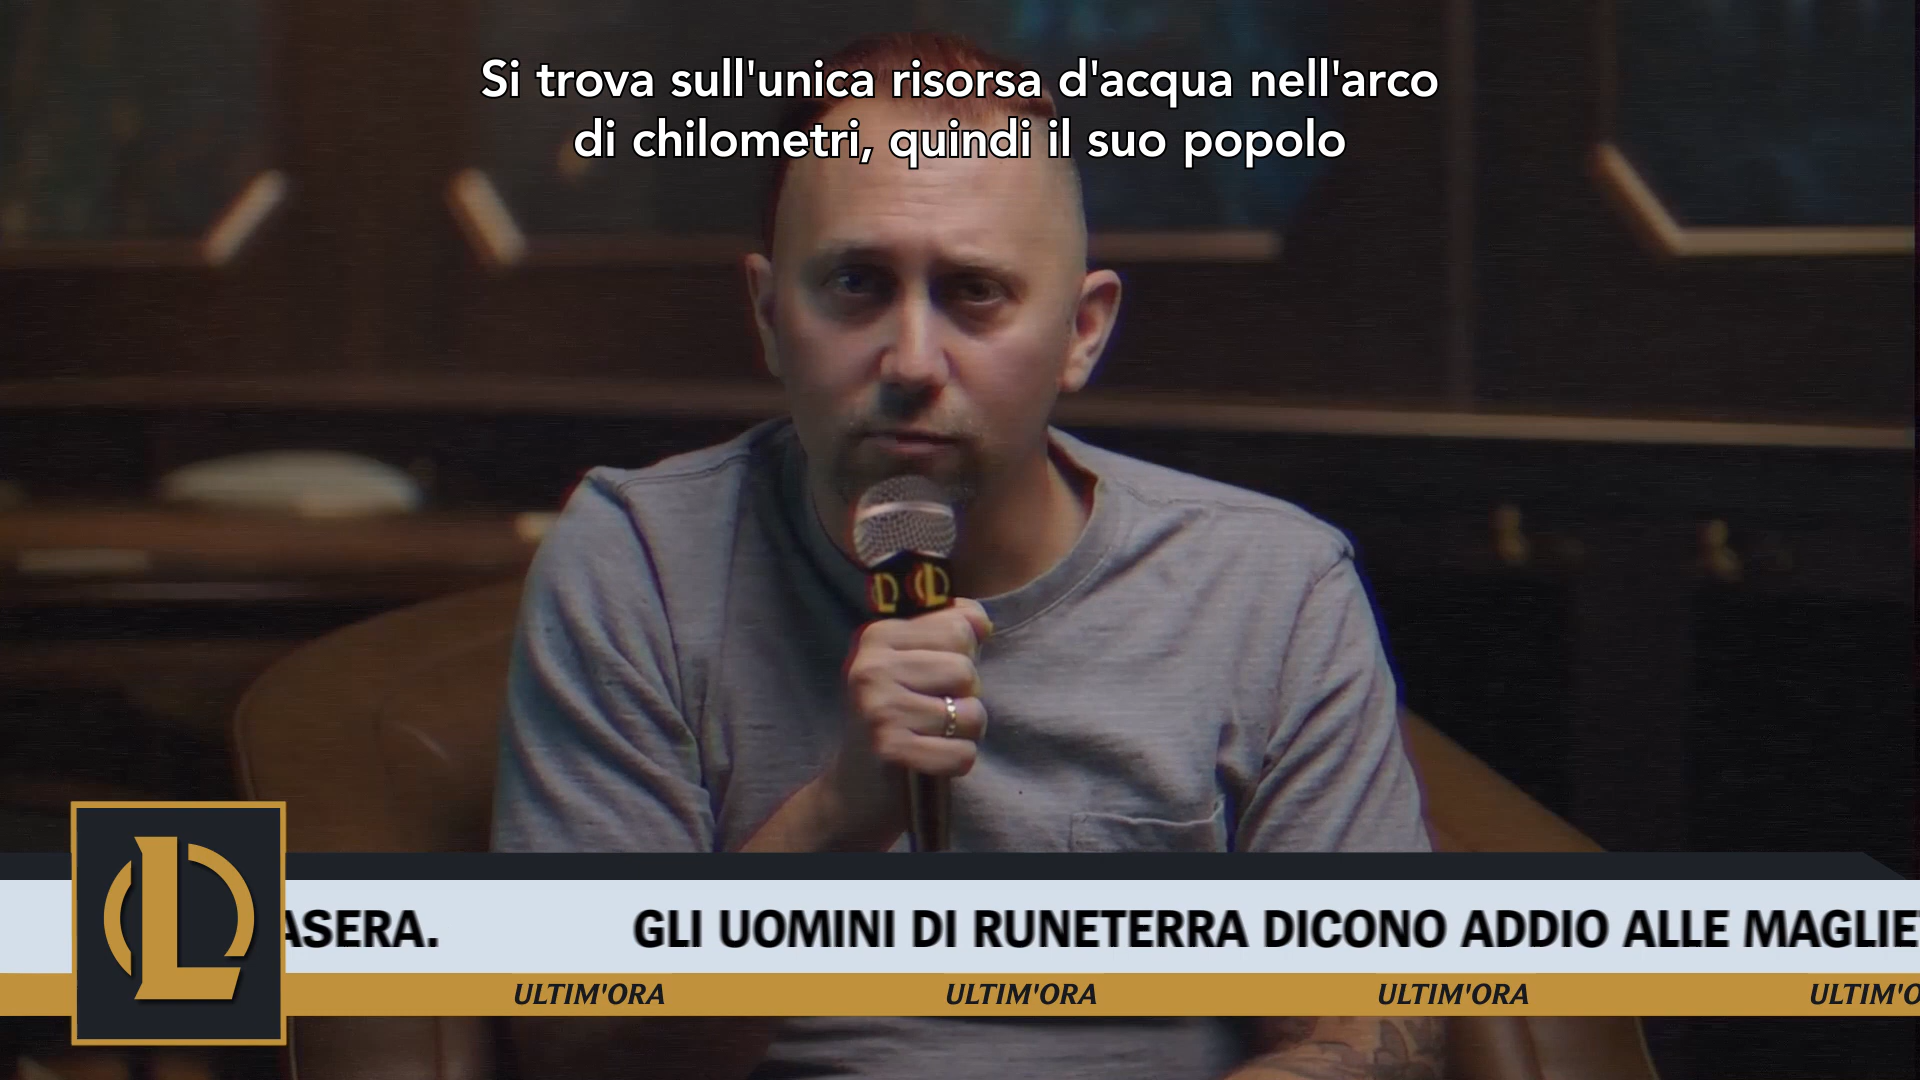 Si trova sull'unica risorsa d'acqua nell'arco
di chilometri, quindi il suo popolo
ASERA. GLI UOMINI DI RUNETERRA DICONO ADDIO ALLE MAGLIE
ULTIM'ORA ULTIM'ORA ULTIM'ORA ULTIM'O